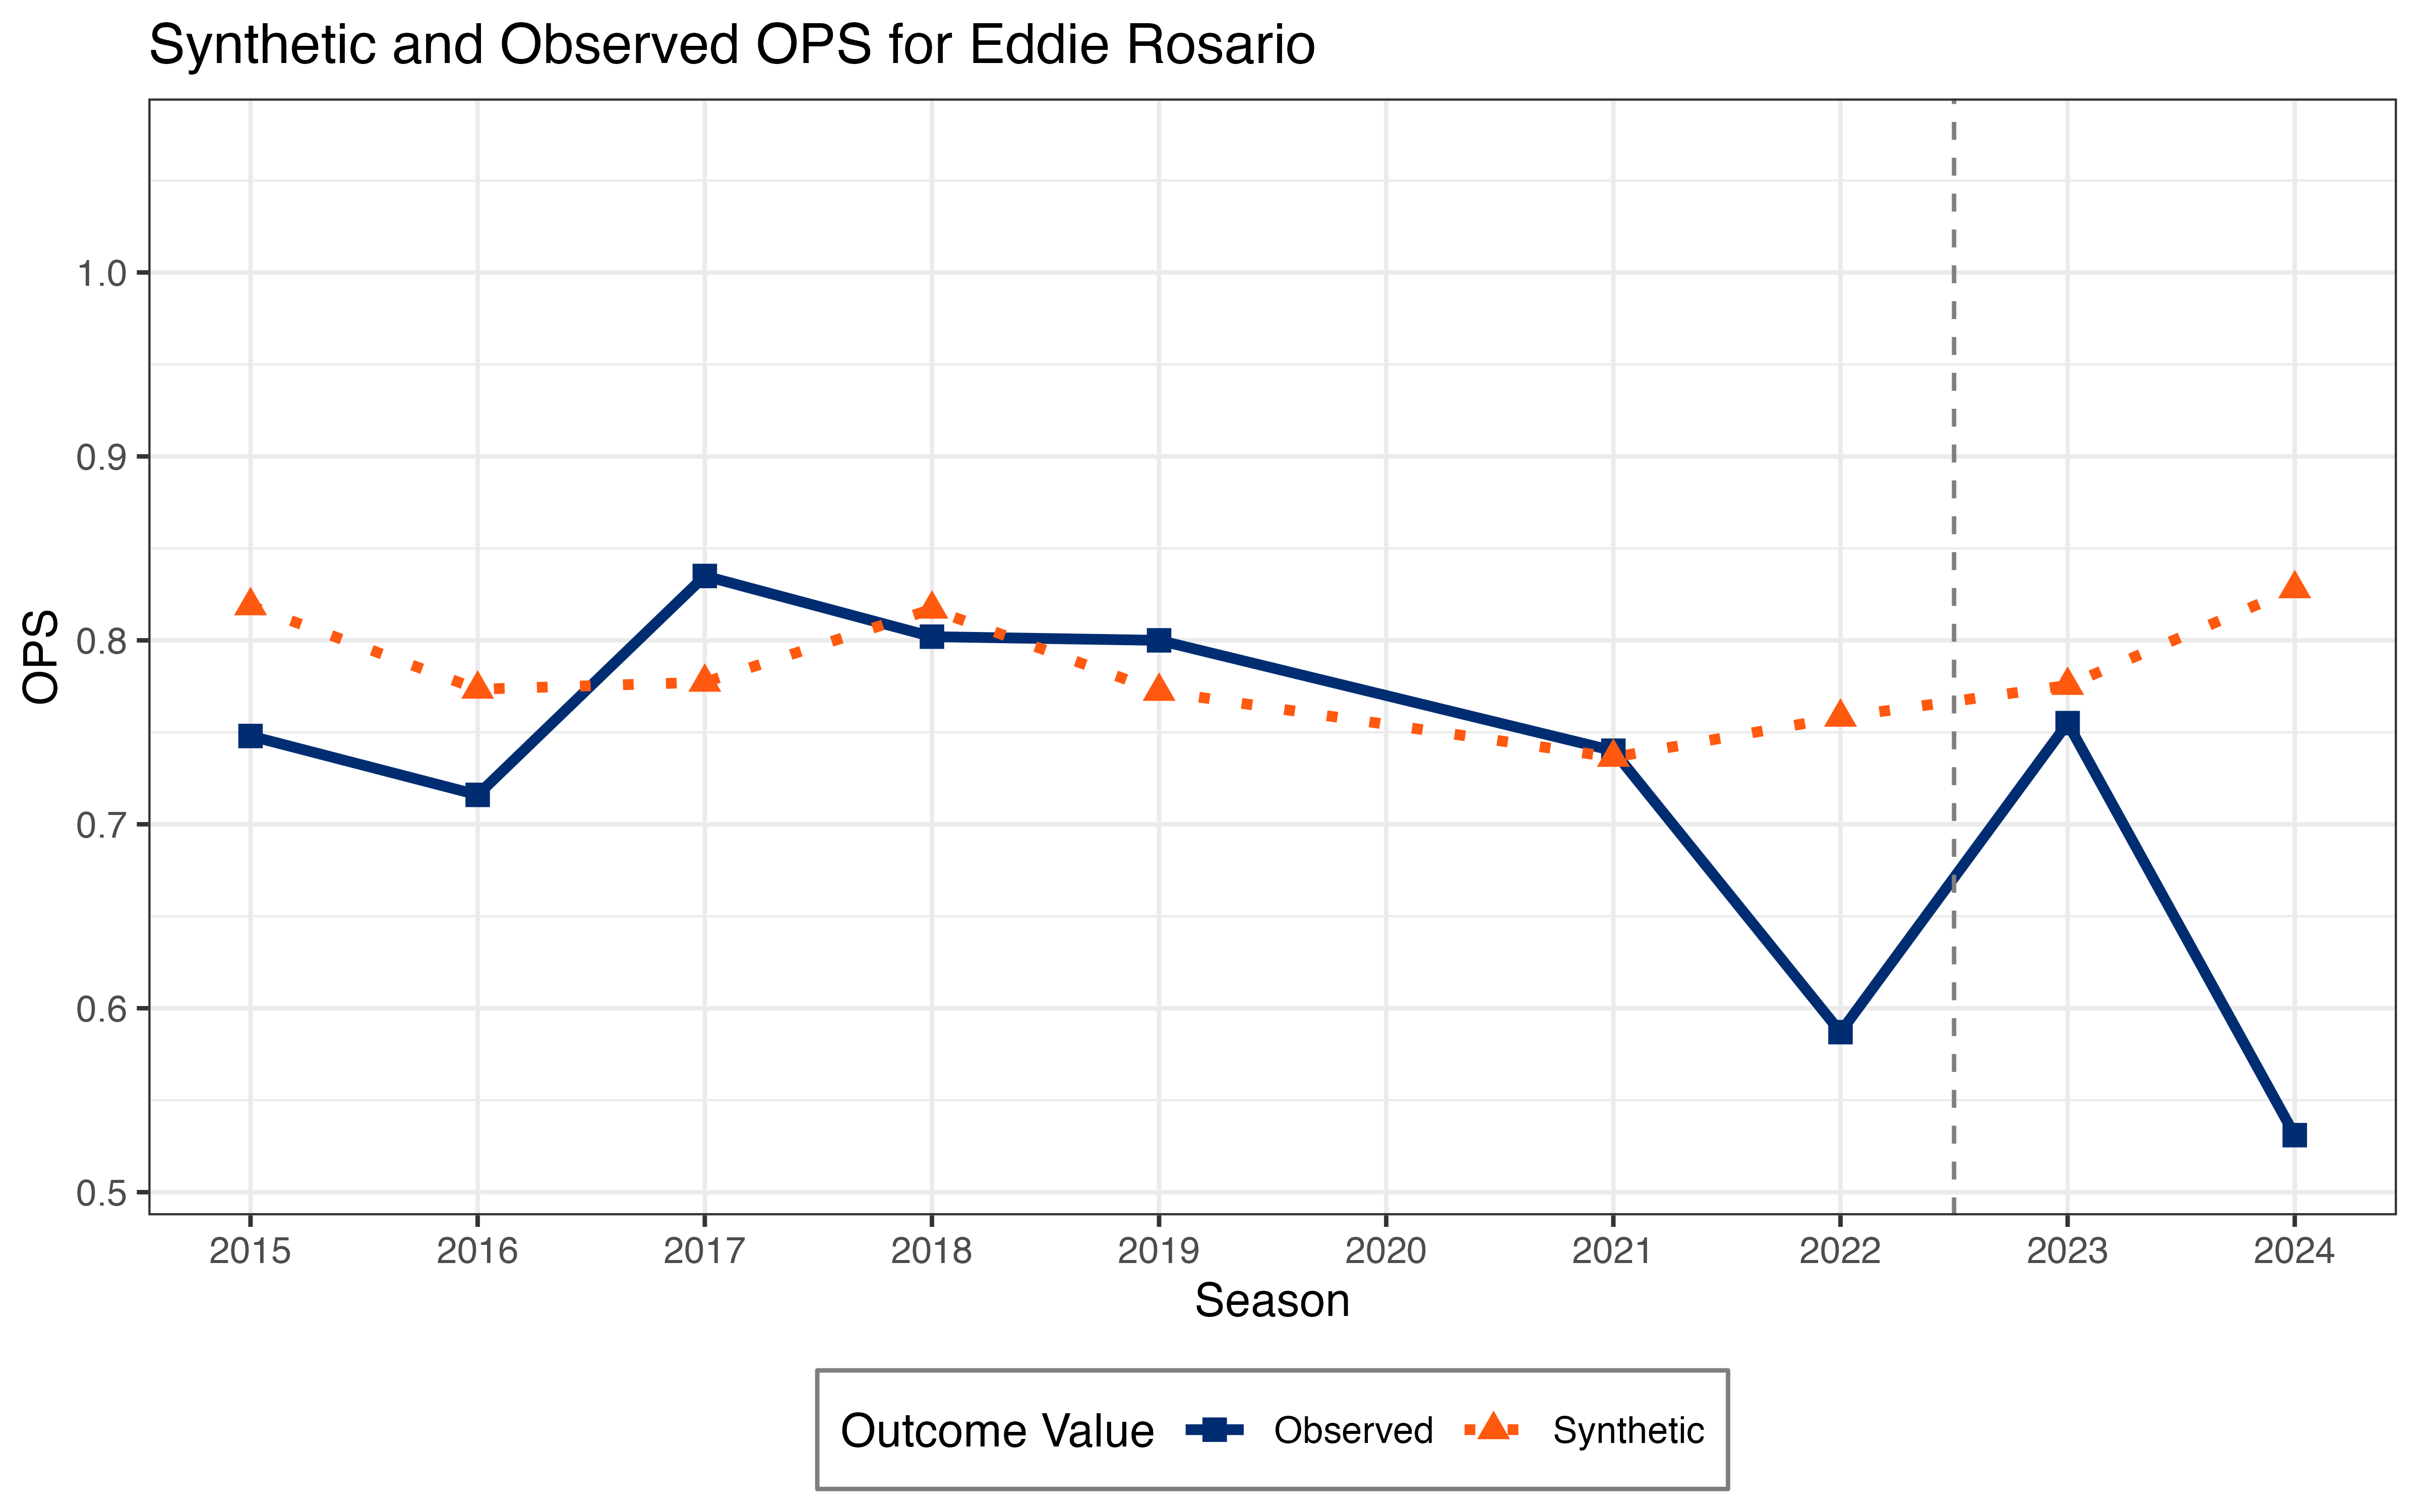 Synthetic and Observed OPS for Eddie Rosario
OPS
1.0
0.9
0.8
0.7
0.6
0.5
2015 2016 2017 2018 2019 2020 2021 2022 2023 2024
Season
Outcome Value Observed Synthetic